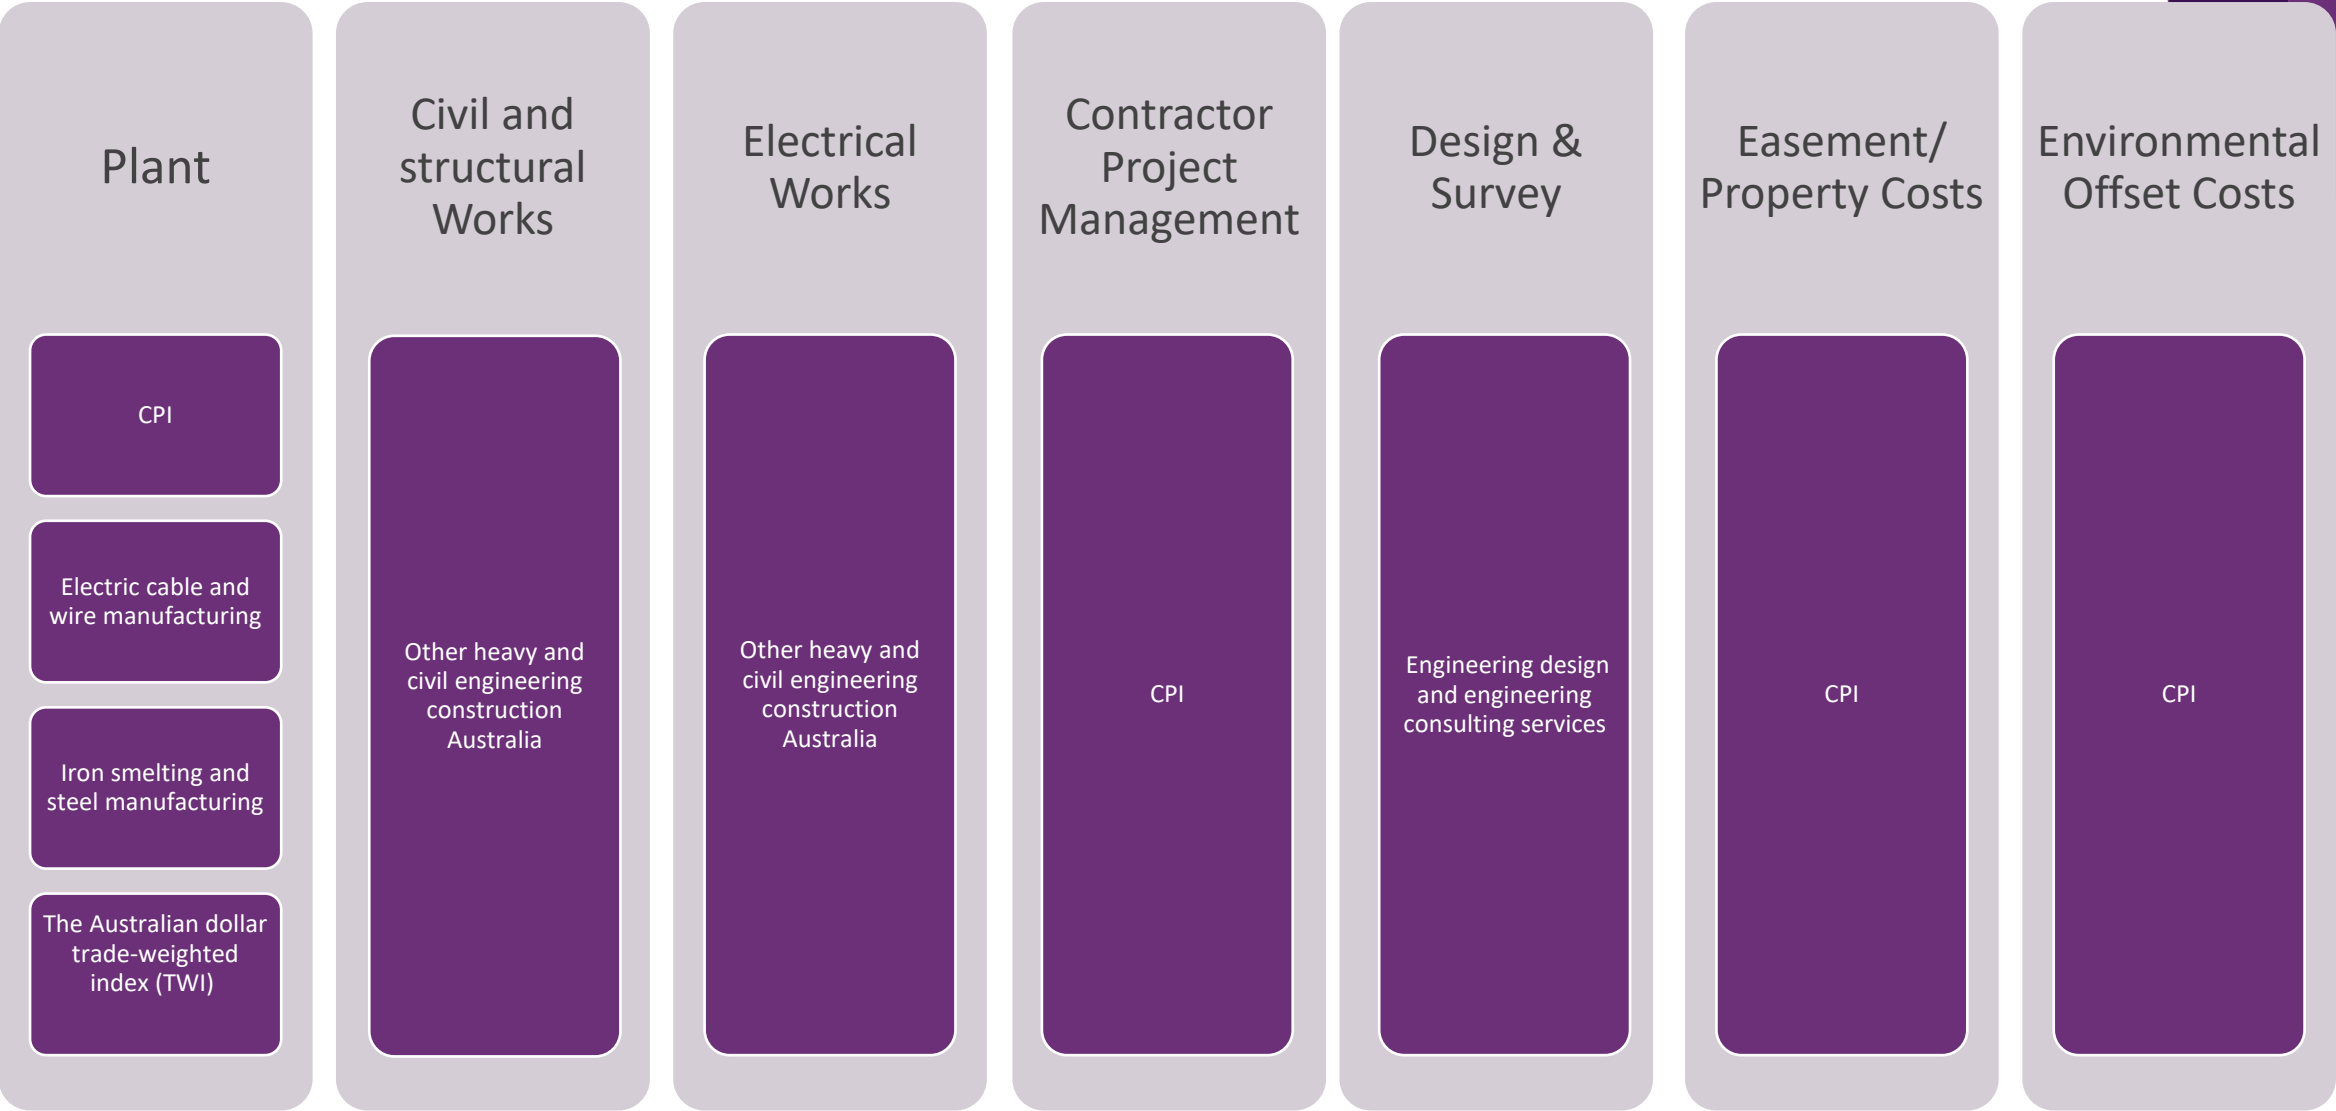 Plant
CPI
Electric cable and
wire manufacturing
Iron smelting and
steel manufacturing
The Australian dollar
trade-weighted
index (TWI)
Civil and
structural
Works
Other heavy and
civil engineering
construction
Australia
Electrical
Works
Other heavy and
civil engineering
construction
Australia
Contractor
Project
Management
CPI
Design &
Survey
Engineering design
and engineering
consulting services
Easement/
Property Costs
CPI
Environmental
Offset Costs
CPI